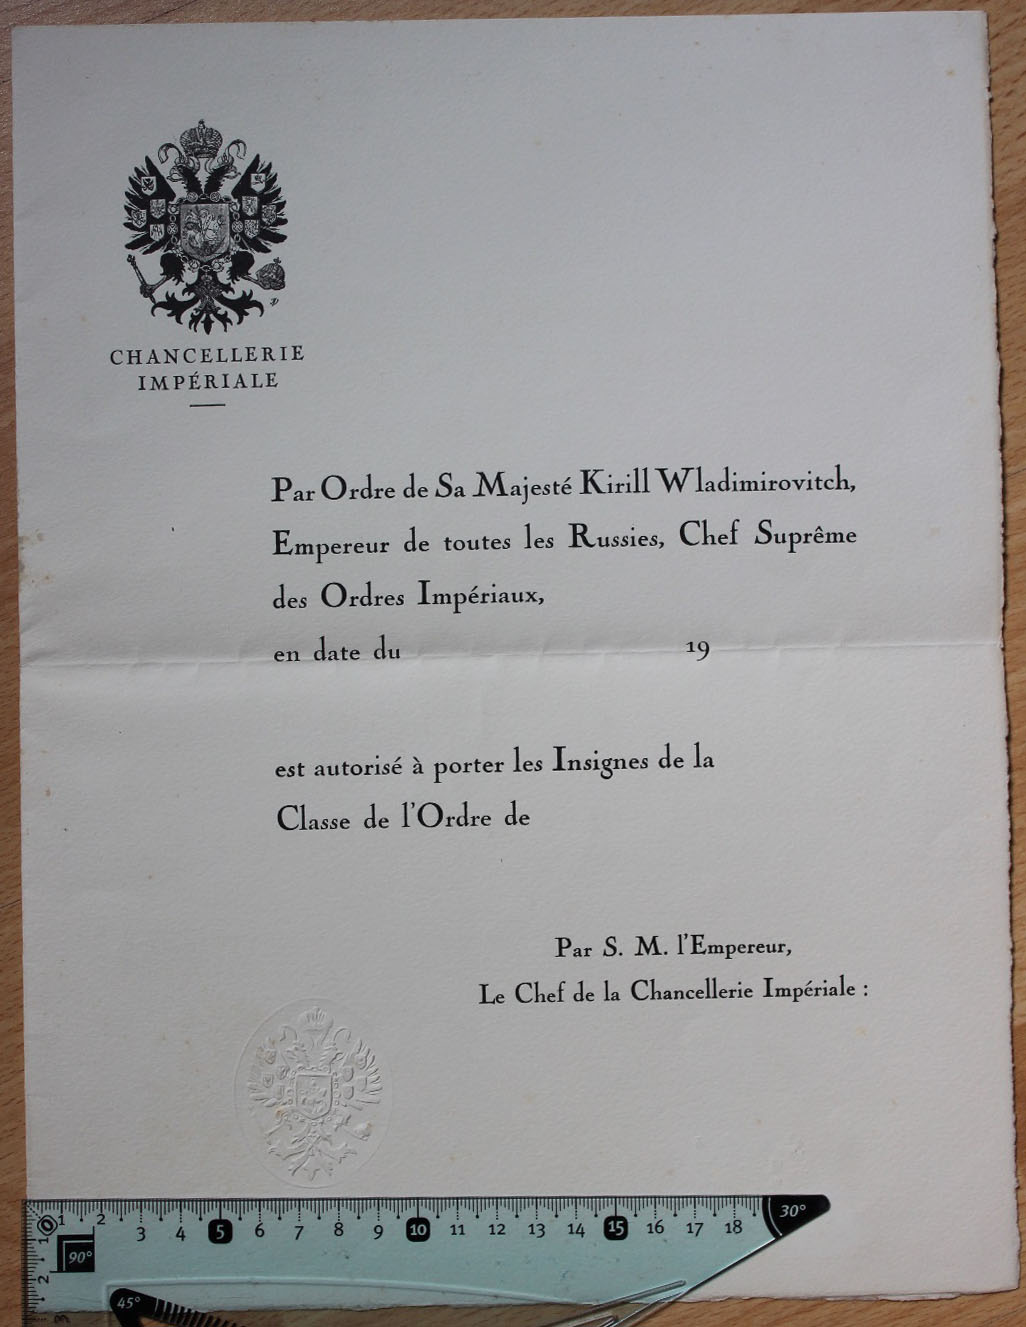 CHANCELLERIE
IMPÉRIALE
Par Ordre de Sa Majesté Kirill Wladimirovitch,
Empereur de toutes les Russies, Chef Suprême
des Ordres Impériaux,
en date du 19
est autorisé à porter les Insignes de la
Classe de l'Ordre de
Par S. M. l'Empereur,
Le Chef de la Chancellerie Impériale :
0 1 2 3 4 5 6 7 8 9 10 11 12 13 14 15 16 17 18 30°
1
90°
2
45°
3